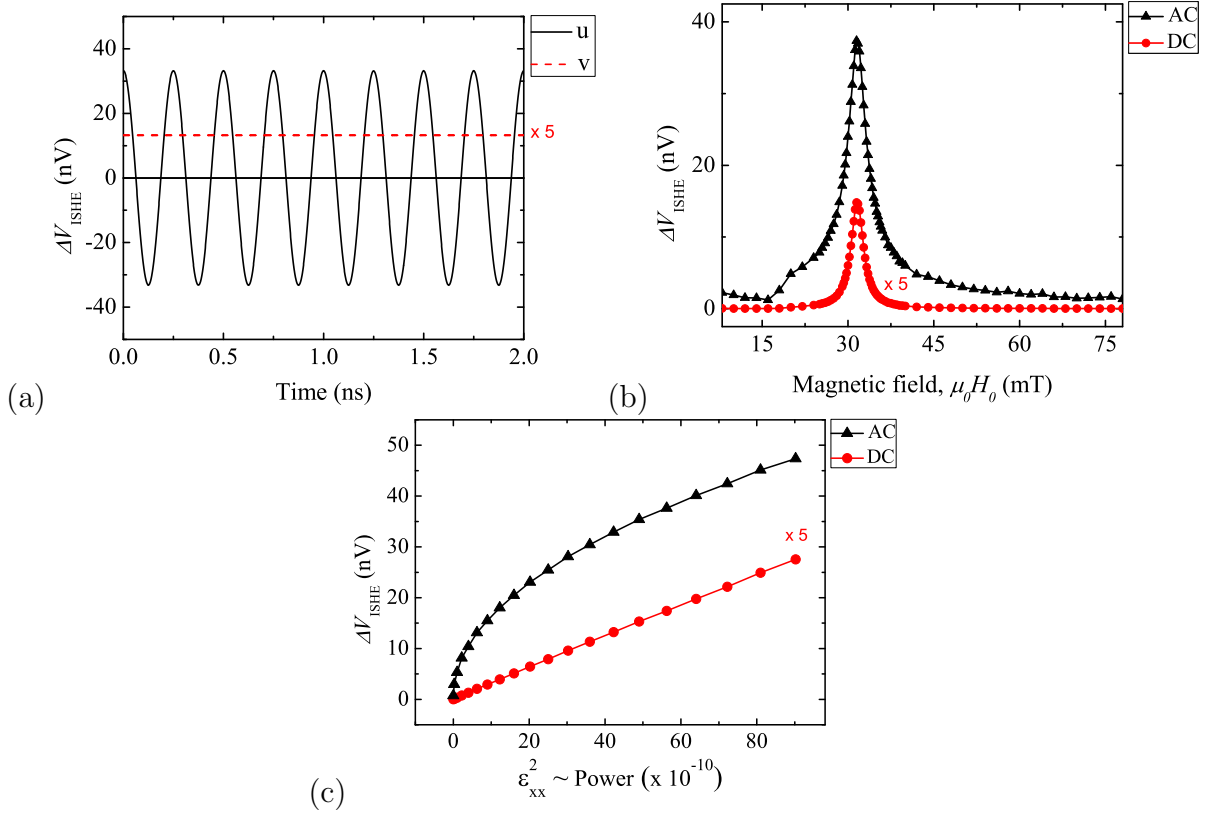 40
20
0
-20
-40
ΔV_ISHE (nV)
u
v
x 5
0.0 0.5 1.0 1.5 2.0
Time (ns)
(a)
AC
DC
40
20
0
ΔV_ISHE (nV)
x 5
15 30 45 60 75
Magnetic field, μ₀H₀ (mT)
(b)
AC
DC
50
40
30
20
10
0
ΔV_ISHE (nV)
x 5
0 20 40 60 80
ε²_xx ~ Power (x 10⁻¹⁰)
(c)